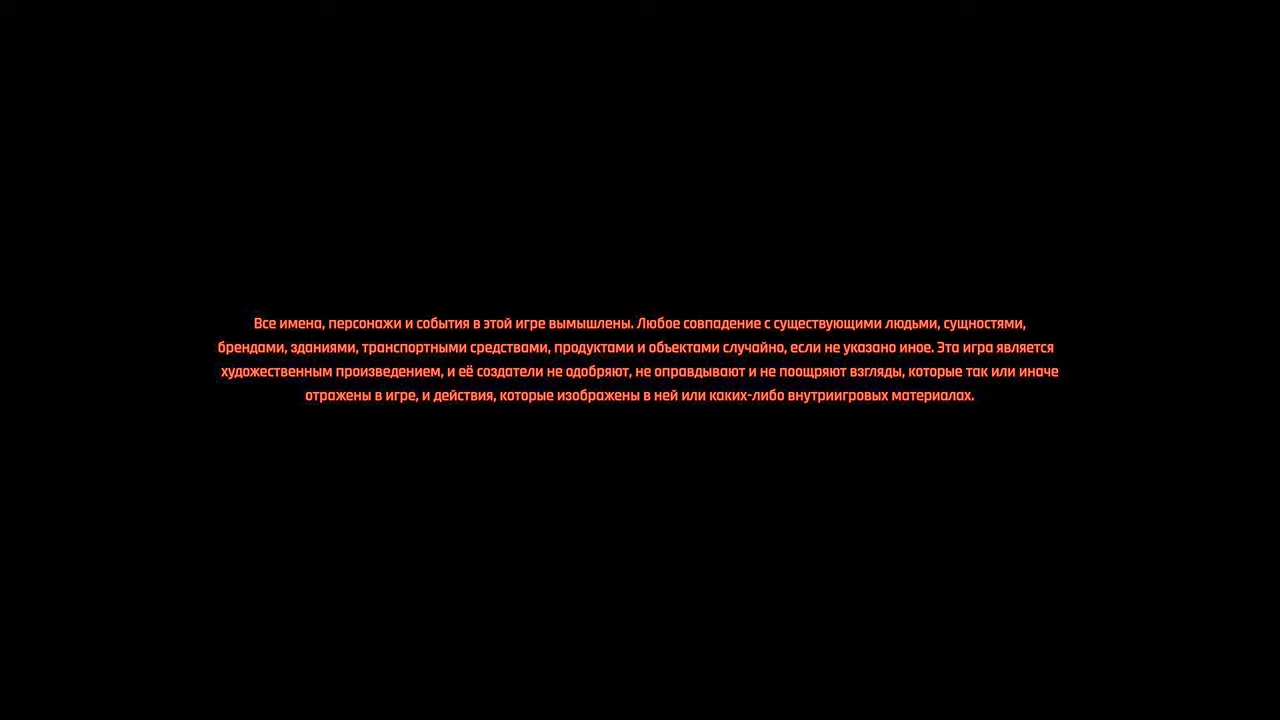 Все имена, персонажи и события в этой игре вымышлены. Любое совпадение с существующими людьми, сущностями,
брендами, зданиями, транспортными средствами, продуктами и объектами случайно, если не указано иное. Эта игра является
художественным произведением, и её создатели не одобряют, не оправдывают и не поощряют взгляды, которые так или иначе
отражены в игре, и действия, которые изображены в ней или каких-либо внутриигровых материалах.